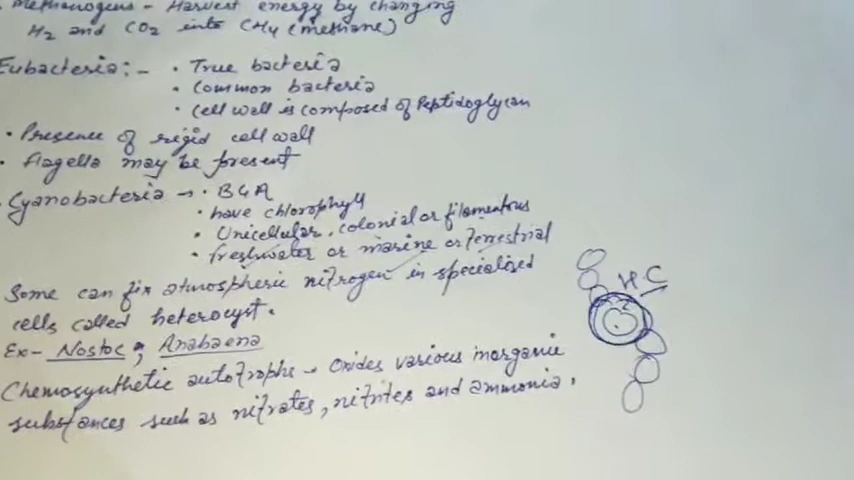 Methanogens - Harvest energy by changing
H2 and CO2 into CH4 (methane)
Eubacteria:- • True bacteria
• Common bacteria
• Cell wall is composed of Peptidoglycan
• Presence of rigid cell wall
• flagella may be present
• Cyanobacteria → • BGA
• have chlorophyll
• Unicellular, colonial or filamentous
• freshwater or marine or terrestrial
Some can fix atmospheric nitrogen in specialised
cells called heterocyst.
Ex- Nostoc, Anabaena
Chemosynthetic autotrophs → Oxides various inorganic
substances such as nitrates, nitrites and ammonia.
HC
N2